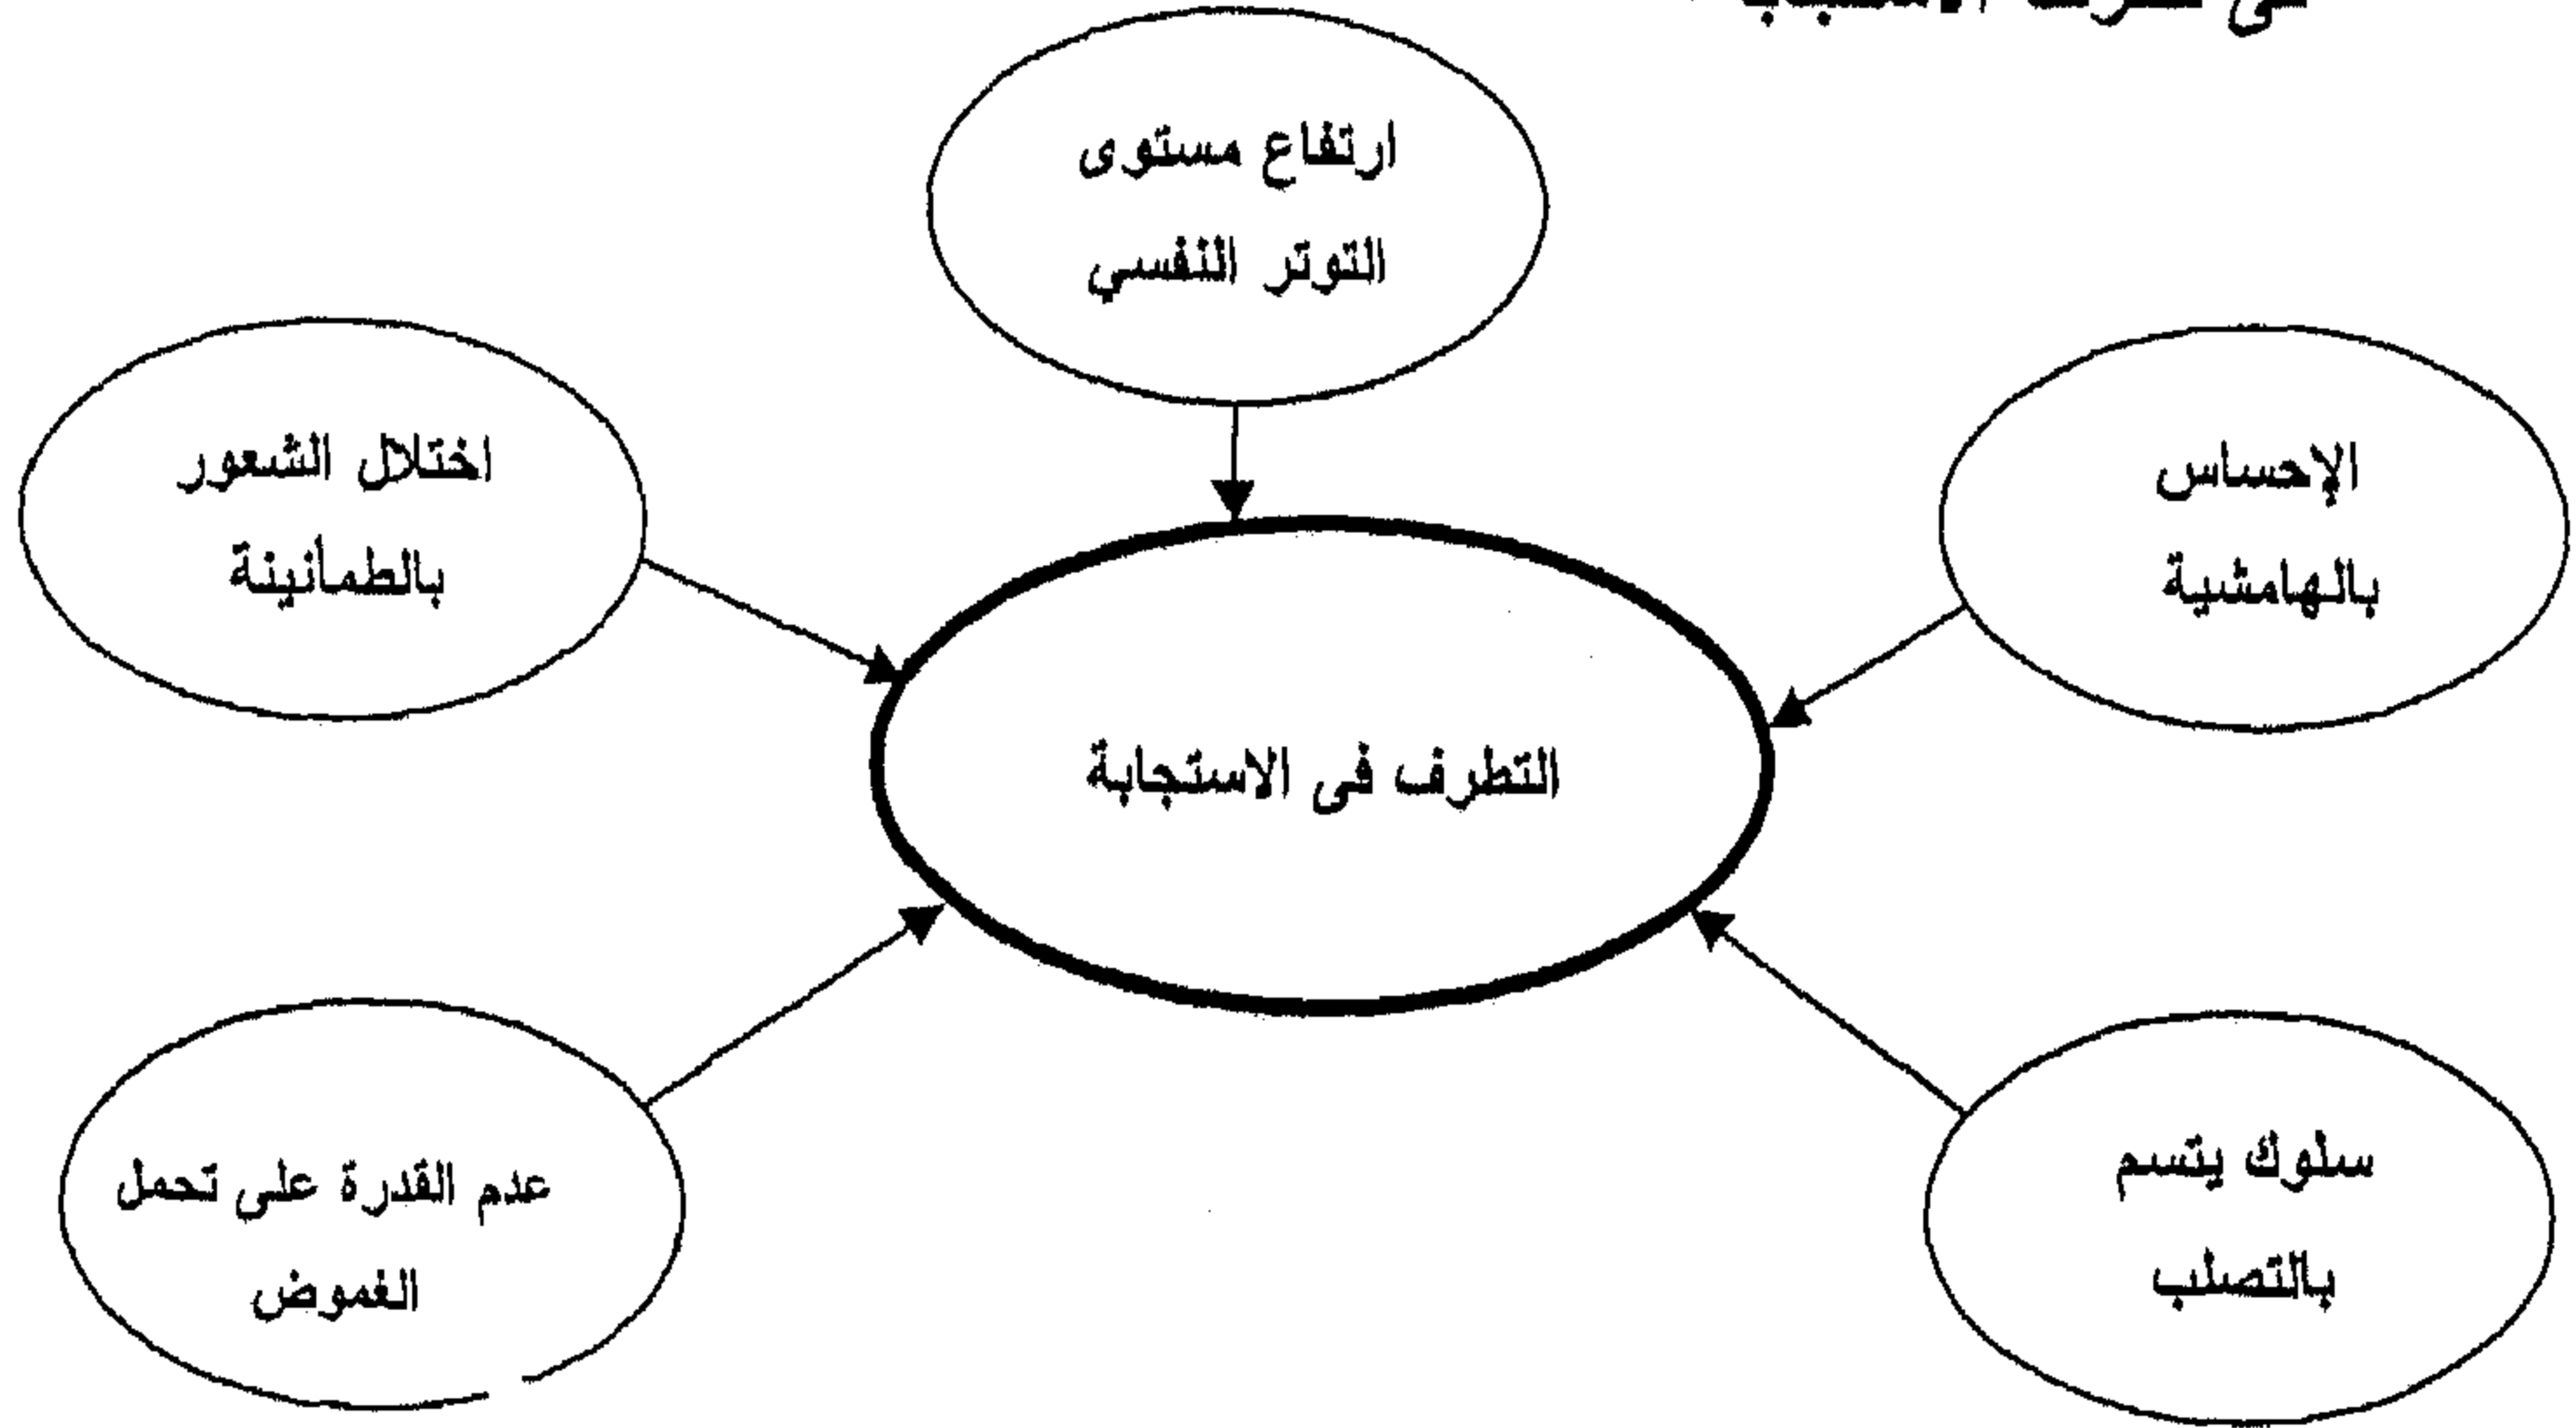 ارتفاع مستوى
التوتر النفسي
الإحساس
بالهامشية
اختلال الشعور
بالطمأنينة
التطرف فى الاستجابة
سلوك يتسم
بالتصلب
عدم القدرة على تحمل
الغموض